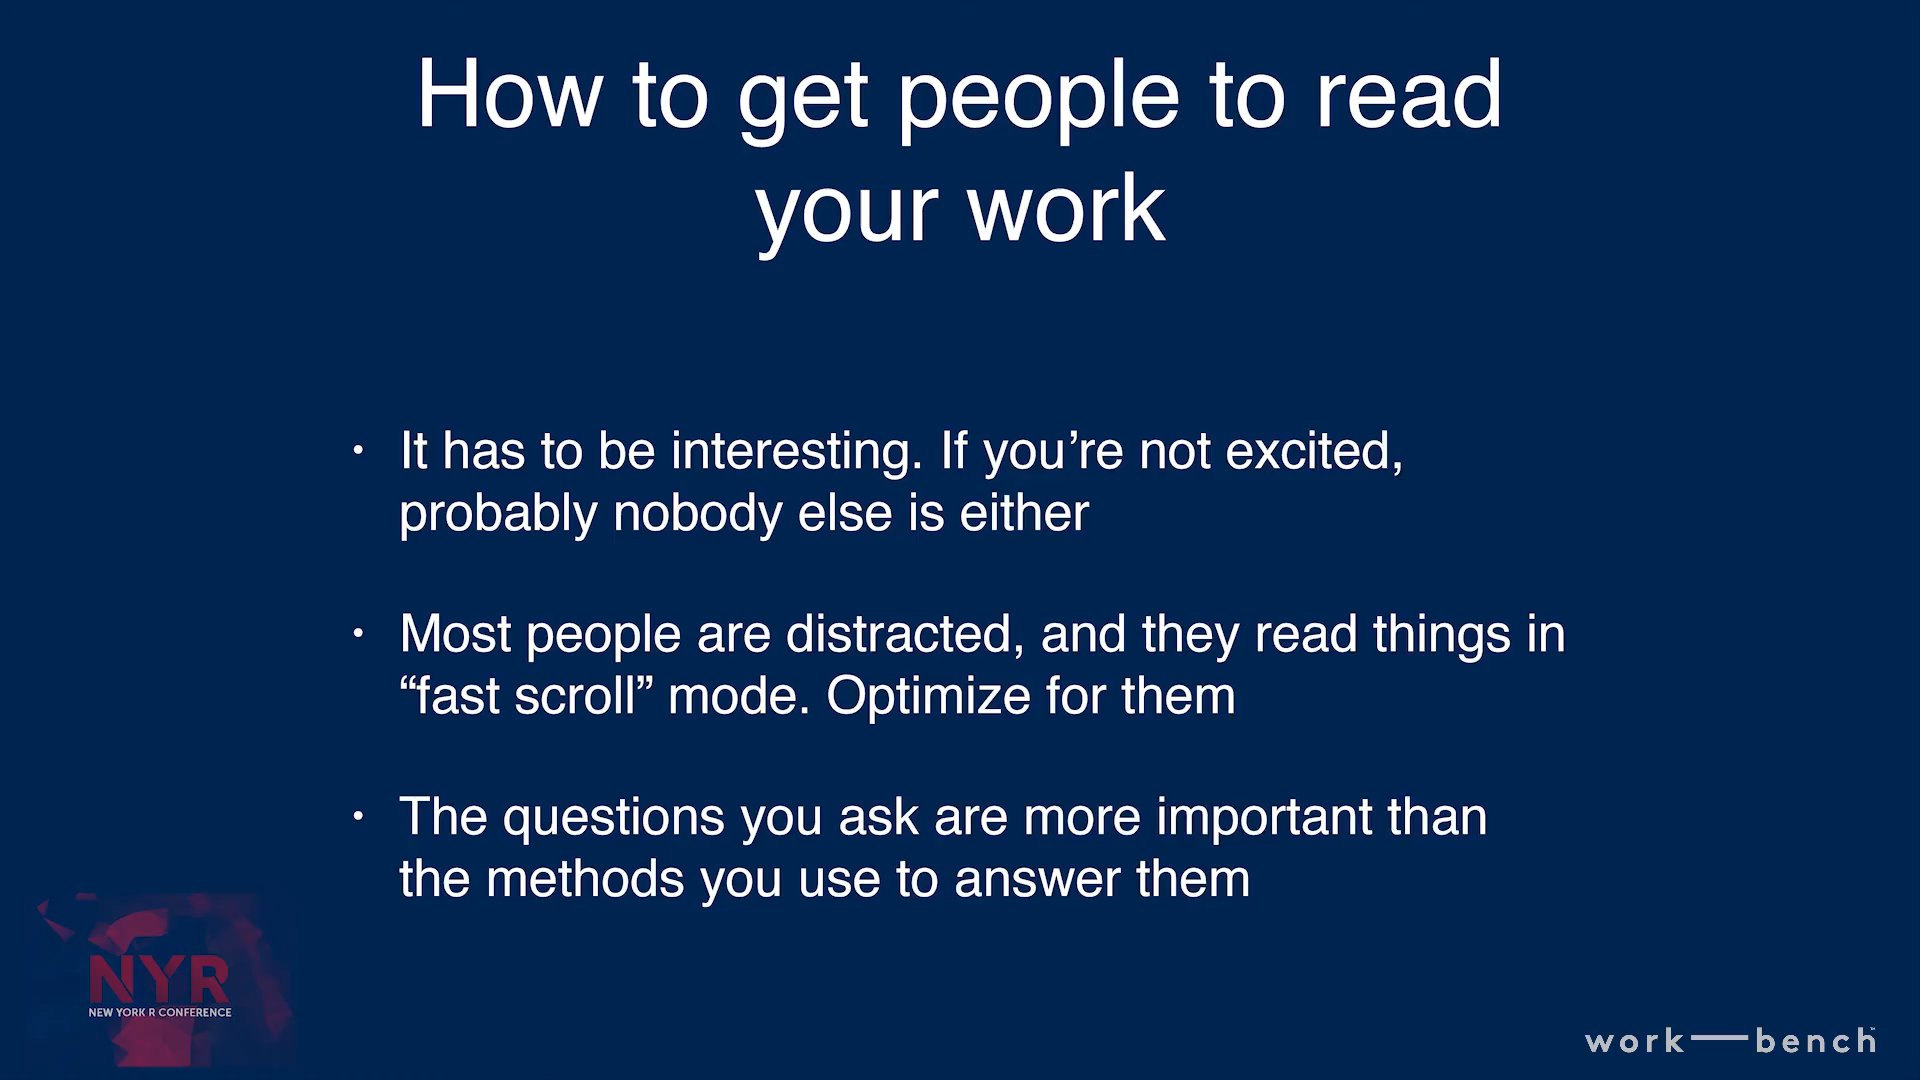 How to get people to read
your work
• It has to be interesting. If you’re not excited,
probably nobody else is either
• Most people are distracted, and they read things in
“fast scroll” mode. Optimize for them
• The questions you ask are more important than
the methods you use to answer them
NYR
NEW YORK R CONFERENCE
work—bench™